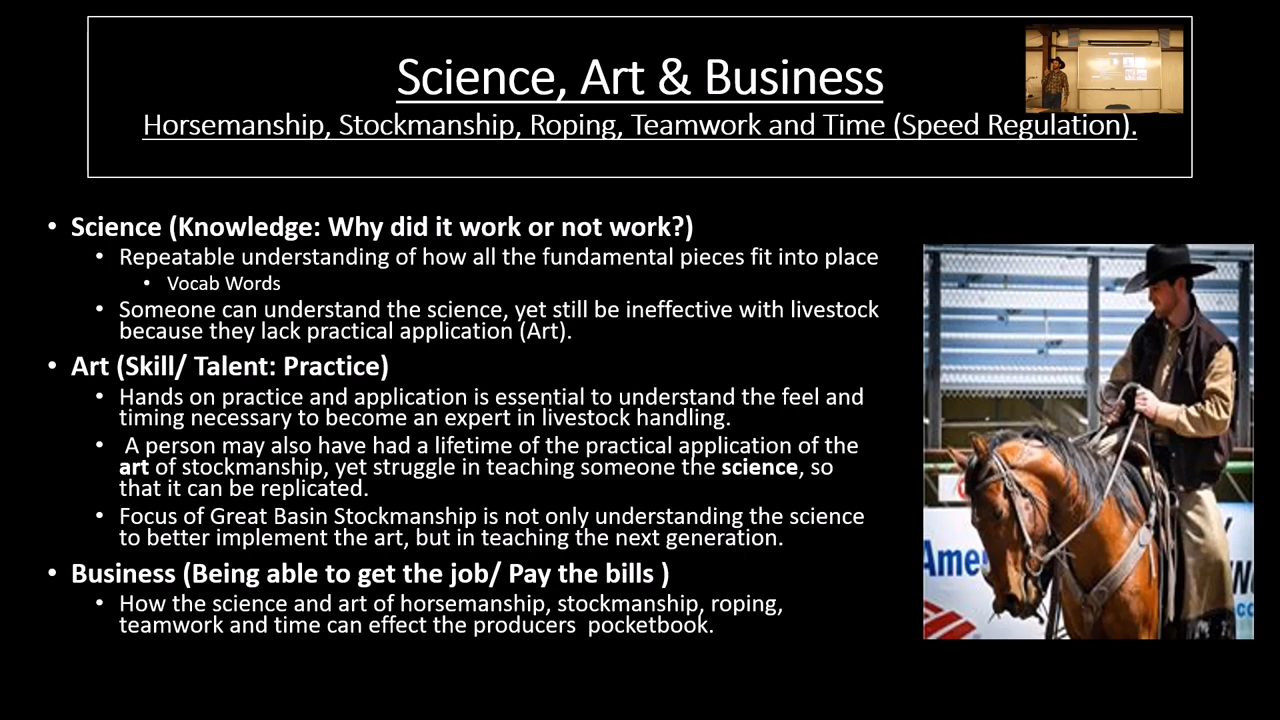 Science, Art & Business
Horsemanship, Stockmanship, Roping, Teamwork and Time (Speed Regulation).
• Science (Knowledge: Why did it work or not work?)
• Repeatable understanding of how all the fundamental pieces fit into place
• Vocab Words
• Someone can understand the science, yet still be ineffective with livestock
because they lack practical application (Art).
• Art (Skill/ Talent: Practice)
• Hands on practice and application is essential to understand the feel and
timing necessary to become an expert in livestock handling.
• A person may also have had a lifetime of the practical application of the
art of stockmanship, yet struggle in teaching someone the science, so
that it can be replicated.
• Focus of Great Basin Stockmanship is not only understanding the science
to better implement the art, but in teaching the next generation.
• Business (Being able to get the job/ Pay the bills )
• How the science and art of horsemanship, stockmanship, roping,
teamwork and time can effect the producers  pocketbook.
Ame